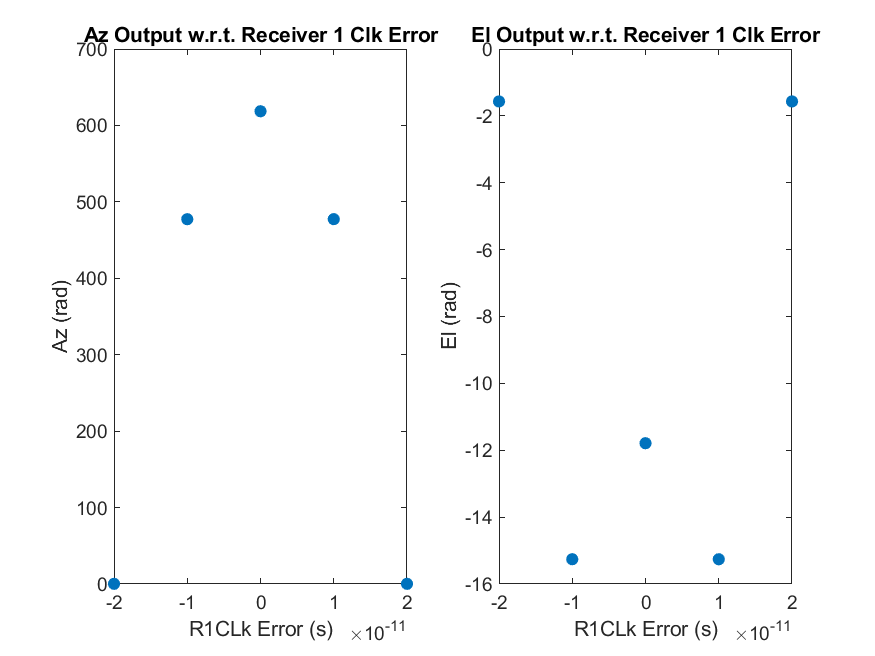 Az Output w.r.t. Receiver 1 Clk Error
700
600
500
400
300
200
100
0
Az (rad)
-2 -1 0 1 2
R1CLk Error (s) ×10-11
El Output w.r.t. Receiver 1 Clk Error
0
-2
-4
-6
-8
-10
-12
-14
-16
El (rad)
-2 -1 0 1 2
R1CLk Error (s) ×10-11